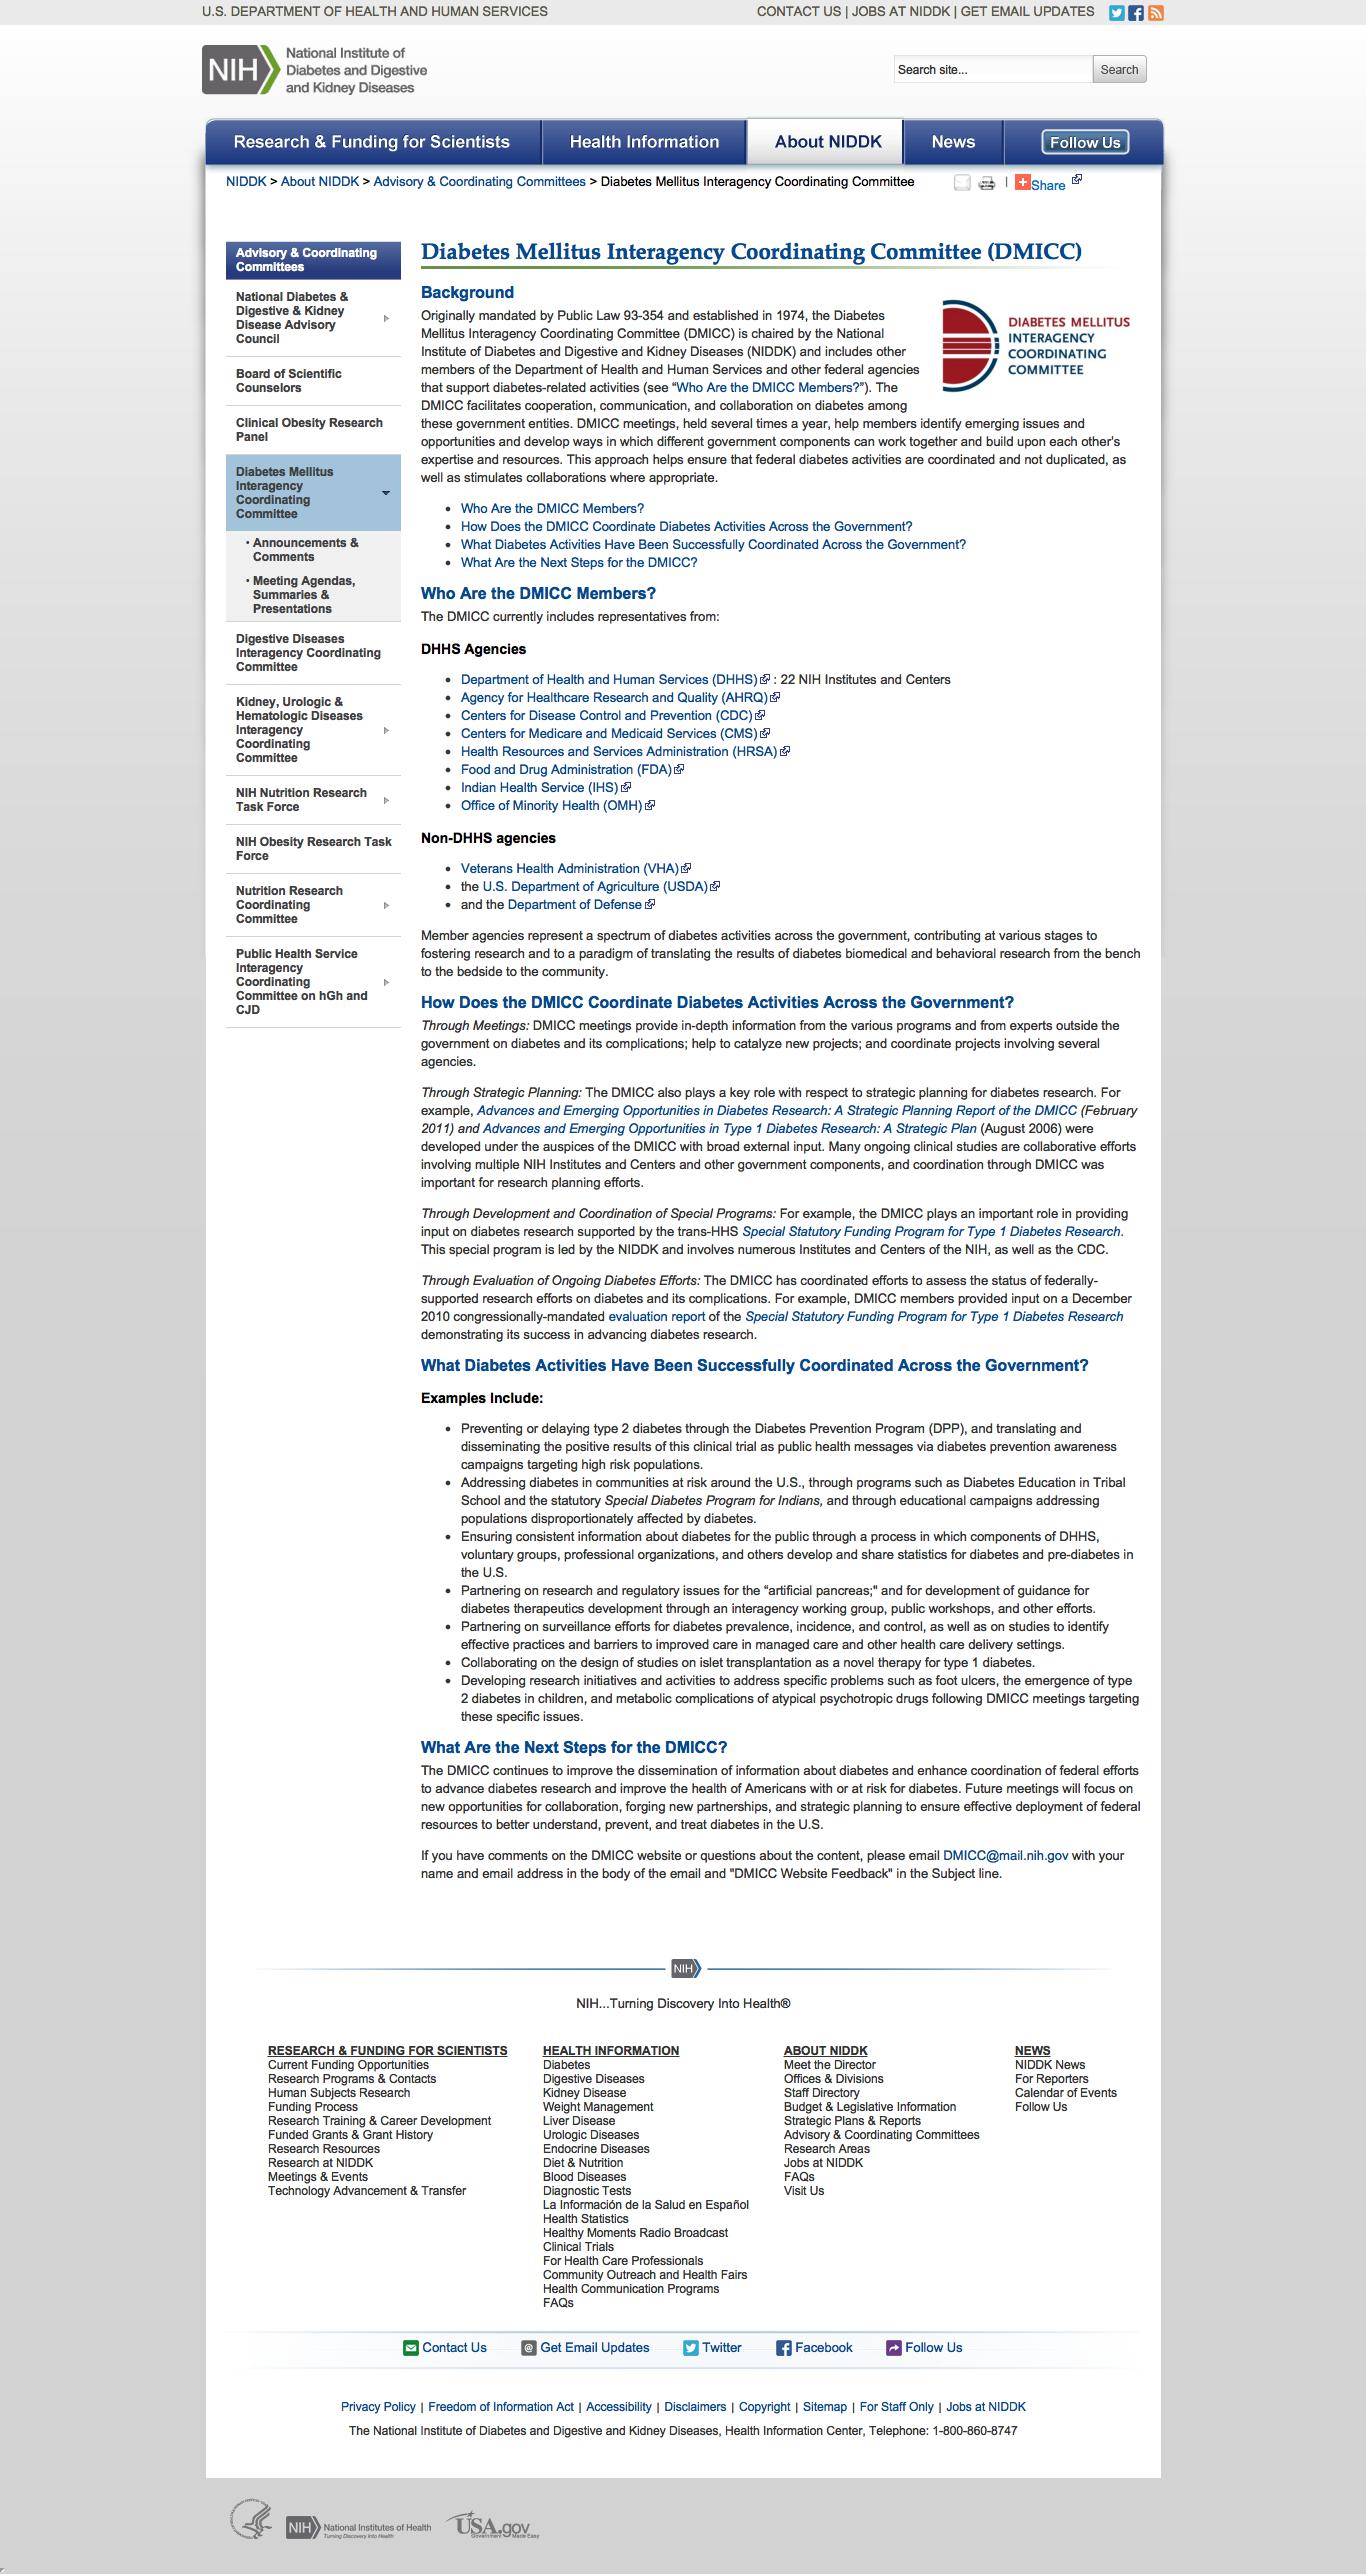 U.S. DEPARTMENT OF HEALTH AND HUMAN SERVICES
CONTACT US | JOBS AT NIDDK | GET EMAIL UPDATES
NIH National Institute of
Diabetes and Digestive
and Kidney Diseases
Search site...
Search
Research & Funding for Scientists
Health Information
About NIDDK
News
Follow Us
NIDDK > About NIDDK > Advisory & Coordinating Committees > Diabetes Mellitus Interagency Coordinating Committee
| Share
Advisory & Coordinating
Committees
National Diabetes &
Digestive & Kidney
Disease Advisory
Council
Board of Scientific
Counselors
Clinical Obesity Research
Panel
Diabetes Mellitus
Interagency
Coordinating
Committee
• Announcements &
Comments
• Meeting Agendas,
Summaries &
Presentations
Digestive Diseases
Interagency Coordinating
Committee
Kidney, Urologic &
Hematologic Diseases
Interagency
Coordinating
Committee
NIH Nutrition Research
Task Force
NIH Obesity Research Task
Force
Nutrition Research
Coordinating
Committee
Public Health Service
Interagency
Coordinating
Committee on hGh and
CJD
Diabetes Mellitus Interagency Coordinating Committee (DMICC)
Background
DIABETES MELLITUS
INTERAGENCY
COORDINATING
COMMITTEE
Originally mandated by Public Law 93-354 and established in 1974, the Diabetes
Mellitus Interagency Coordinating Committee (DMICC) is chaired by the National
Institute of Diabetes and Digestive and Kidney Diseases (NIDDK) and includes other
members of the Department of Health and Human Services and other federal agencies
that support diabetes-related activities (see “Who Are the DMICC Members?”). The
DMICC facilitates cooperation, communication, and collaboration on diabetes among
these government entities. DMICC meetings, held several times a year, help members identify emerging issues and
opportunities and develop ways in which different government components can work together and build upon each other's
expertise and resources. This approach helps ensure that federal diabetes activities are coordinated and not duplicated, as
well as stimulates collaborations where appropriate.
• Who Are the DMICC Members?
• How Does the DMICC Coordinate Diabetes Activities Across the Government?
• What Diabetes Activities Have Been Successfully Coordinated Across the Government?
• What Are the Next Steps for the DMICC?
Who Are the DMICC Members?
The DMICC currently includes representatives from:
DHHS Agencies
• Department of Health and Human Services (DHHS) : 22 NIH Institutes and Centers
• Agency for Healthcare Research and Quality (AHRQ)
• Centers for Disease Control and Prevention (CDC)
• Centers for Medicare and Medicaid Services (CMS)
• Health Resources and Services Administration (HRSA)
• Food and Drug Administration (FDA)
• Indian Health Service (IHS)
• Office of Minority Health (OMH)
Non-DHHS agencies
• Veterans Health Administration (VHA)
• the U.S. Department of Agriculture (USDA)
• and the Department of Defense
Member agencies represent a spectrum of diabetes activities across the government, contributing at various stages to
fostering research and to a paradigm of translating the results of diabetes biomedical and behavioral research from the bench
to the bedside to the community.
How Does the DMICC Coordinate Diabetes Activities Across the Government?
Through Meetings: DMICC meetings provide in-depth information from the various programs and from experts outside the
government on diabetes and its complications; help to catalyze new projects; and coordinate projects involving several
agencies.
Through Strategic Planning: The DMICC also plays a key role with respect to strategic planning for diabetes research. For
example, Advances and Emerging Opportunities in Diabetes Research: A Strategic Planning Report of the DMICC (February
2011) and Advances and Emerging Opportunities in Type 1 Diabetes Research: A Strategic Plan (August 2006) were
developed under the auspices of the DMICC with broad external input. Many ongoing clinical studies are collaborative efforts
involving multiple NIH Institutes and Centers and other government components, and coordination through DMICC was
important for research planning efforts.
Through Development and Coordination of Special Programs: For example, the DMICC plays an important role in providing
input on diabetes research supported by the trans-HHS Special Statutory Funding Program for Type 1 Diabetes Research.
This special program is led by the NIDDK and involves numerous Institutes and Centers of the NIH, as well as the CDC.
Through Evaluation of Ongoing Diabetes Efforts: The DMICC has coordinated efforts to assess the status of federally-
supported research efforts on diabetes and its complications. For example, DMICC members provided input on a December
2010 congressionally-mandated evaluation report of the Special Statutory Funding Program for Type 1 Diabetes Research
demonstrating its success in advancing diabetes research.
What Diabetes Activities Have Been Successfully Coordinated Across the Government?
Examples Include:
• Preventing or delaying type 2 diabetes through the Diabetes Prevention Program (DPP), and translating and
disseminating the positive results of this clinical trial as public health messages via diabetes prevention awareness
campaigns targeting high risk populations.
• Addressing diabetes in communities at risk around the U.S., through programs such as Diabetes Education in Tribal
School and the statutory Special Diabetes Program for Indians, and through educational campaigns addressing
populations disproportionately affected by diabetes.
• Ensuring consistent information about diabetes for the public through a process in which components of DHHS,
voluntary groups, professional organizations, and others develop and share statistics for diabetes and pre-diabetes in
the U.S.
• Partnering on research and regulatory issues for the “artificial pancreas;" and for development of guidance for
diabetes therapeutics development through an interagency working group, public workshops, and other efforts.
• Partnering on surveillance efforts for diabetes prevalence, incidence, and control, as well as on studies to identify
effective practices and barriers to improved care in managed care and other health care delivery settings.
• Collaborating on the design of studies on islet transplantation as a novel therapy for type 1 diabetes.
• Developing research initiatives and activities to address specific problems such as foot ulcers, the emergence of type
2 diabetes in children, and metabolic complications of atypical psychotropic drugs following DMICC meetings targeting
these specific issues.
What Are the Next Steps for the DMICC?
The DMICC continues to improve the dissemination of information about diabetes and enhance coordination of federal efforts
to advance diabetes research and improve the health of Americans with or at risk for diabetes. Future meetings will focus on
new opportunities for collaboration, forging new partnerships, and strategic planning to ensure effective deployment of federal
resources to better understand, prevent, and treat diabetes in the U.S.
If you have comments on the DMICC website or questions about the content, please email DMICC@mail.nih.gov with your
name and email address in the body of the email and "DMICC Website Feedback" in the Subject line.
NIH
NIH...Turning Discovery Into Health®
RESEARCH & FUNDING FOR SCIENTISTS
Current Funding Opportunities
Research Programs & Contacts
Human Subjects Research
Funding Process
Research Training & Career Development
Funded Grants & Grant History
Research Resources
Research at NIDDK
Meetings & Events
Technology Advancement & Transfer
HEALTH INFORMATION
Diabetes
Digestive Diseases
Kidney Disease
Weight Management
Liver Disease
Urologic Diseases
Endocrine Diseases
Diet & Nutrition
Blood Diseases
Diagnostic Tests
La Información de la Salud en Español
Health Statistics
Healthy Moments Radio Broadcast
Clinical Trials
For Health Care Professionals
Community Outreach and Health Fairs
Health Communication Programs
FAQs
ABOUT NIDDK
Meet the Director
Offices & Divisions
Staff Directory
Budget & Legislative Information
Strategic Plans & Reports
Advisory & Coordinating Committees
Research Areas
Jobs at NIDDK
FAQs
Visit Us
NEWS
NIDDK News
For Reporters
Calendar of Events
Follow Us
Contact Us
Get Email Updates
Twitter
Facebook
Follow Us
Privacy Policy | Freedom of Information Act | Accessibility | Disclaimers | Copyright | Sitemap | For Staff Only | Jobs at NIDDK
The National Institute of Diabetes and Digestive and Kidney Diseases, Health Information Center, Telephone: 1-800-860-8747
NIH National Institutes of Health
Turning Discovery Into Health
USA.gov
Government Made Easy